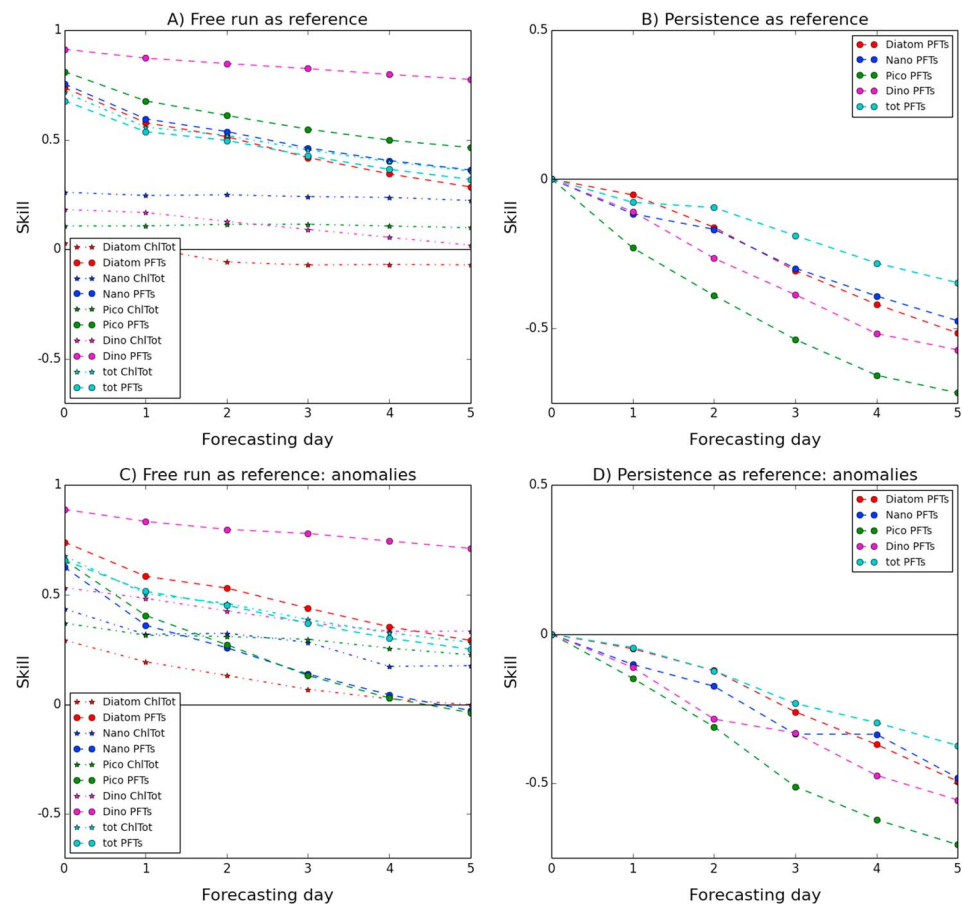 A) Free run as reference
1
0.5
0
-0.5
Skill
Diatom ChlTot
Diatom PFTs
Nano ChlTot
Nano PFTs
Pico ChlTot
Pico PFTs
Dino ChlTot
Dino PFTs
tot ChlTot
tot PFTs
0 1 2 3 4 5
Forecasting day
B) Persistence as reference
0.5
0
-0.5
Skill
Diatom PFTs
Nano PFTs
Pico PFTs
Dino PFTs
tot PFTs
0 1 2 3 4 5
Forecasting day
C) Free run as reference: anomalies
1
0.5
0
-0.5
Skill
Diatom ChlTot
Diatom PFTs
Nano ChlTot
Nano PFTs
Pico ChlTot
Pico PFTs
Dino ChlTot
Dino PFTs
tot ChlTot
tot PFTs
0 1 2 3 4 5
Forecasting day
D) Persistence as reference: anomalies
0.5
0
-0.5
Skill
Diatom PFTs
Nano PFTs
Pico PFTs
Dino PFTs
tot PFTs
0 1 2 3 4 5
Forecasting day